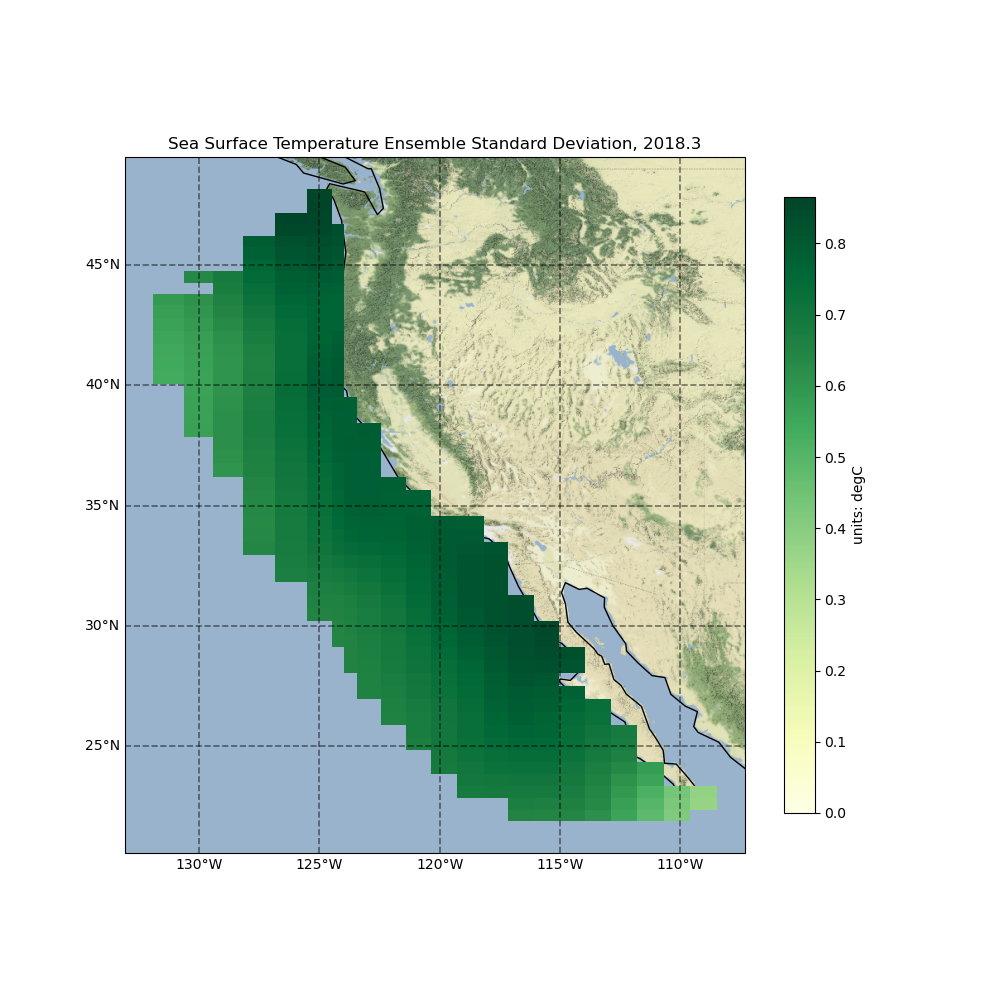 Sea Surface Temperature Ensemble Standard Deviation, 2018.3
45°N
40°N
35°N
30°N
25°N
130°W
125°W
120°W
115°W
110°W
0.8
0.7
0.6
0.5
0.4
0.3
0.2
0.1
0.0
units: degC